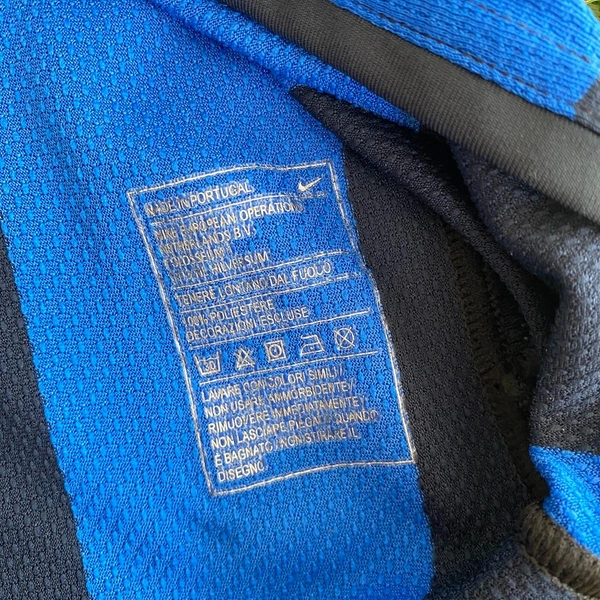 MADE IN PORTUGAL
NIKE EUROPEAN OPERATIONS
NETHERLANDS B.V.
COLOSSEUM 1
HILVERSUM
TENERE LONTANO DAL FUOCO
100% POLIESTERE
DECORAZIONI ESCLUSE
LAVARE CON COLORI SIMILI /
NON USARE AMMORBIDENTE /
RIMUOVERE IMMEDIATAMENTE /
NON LASCIARE PIEGATO QUANDO
È BAGNATO / NON STIRARE IL
DISEGNO